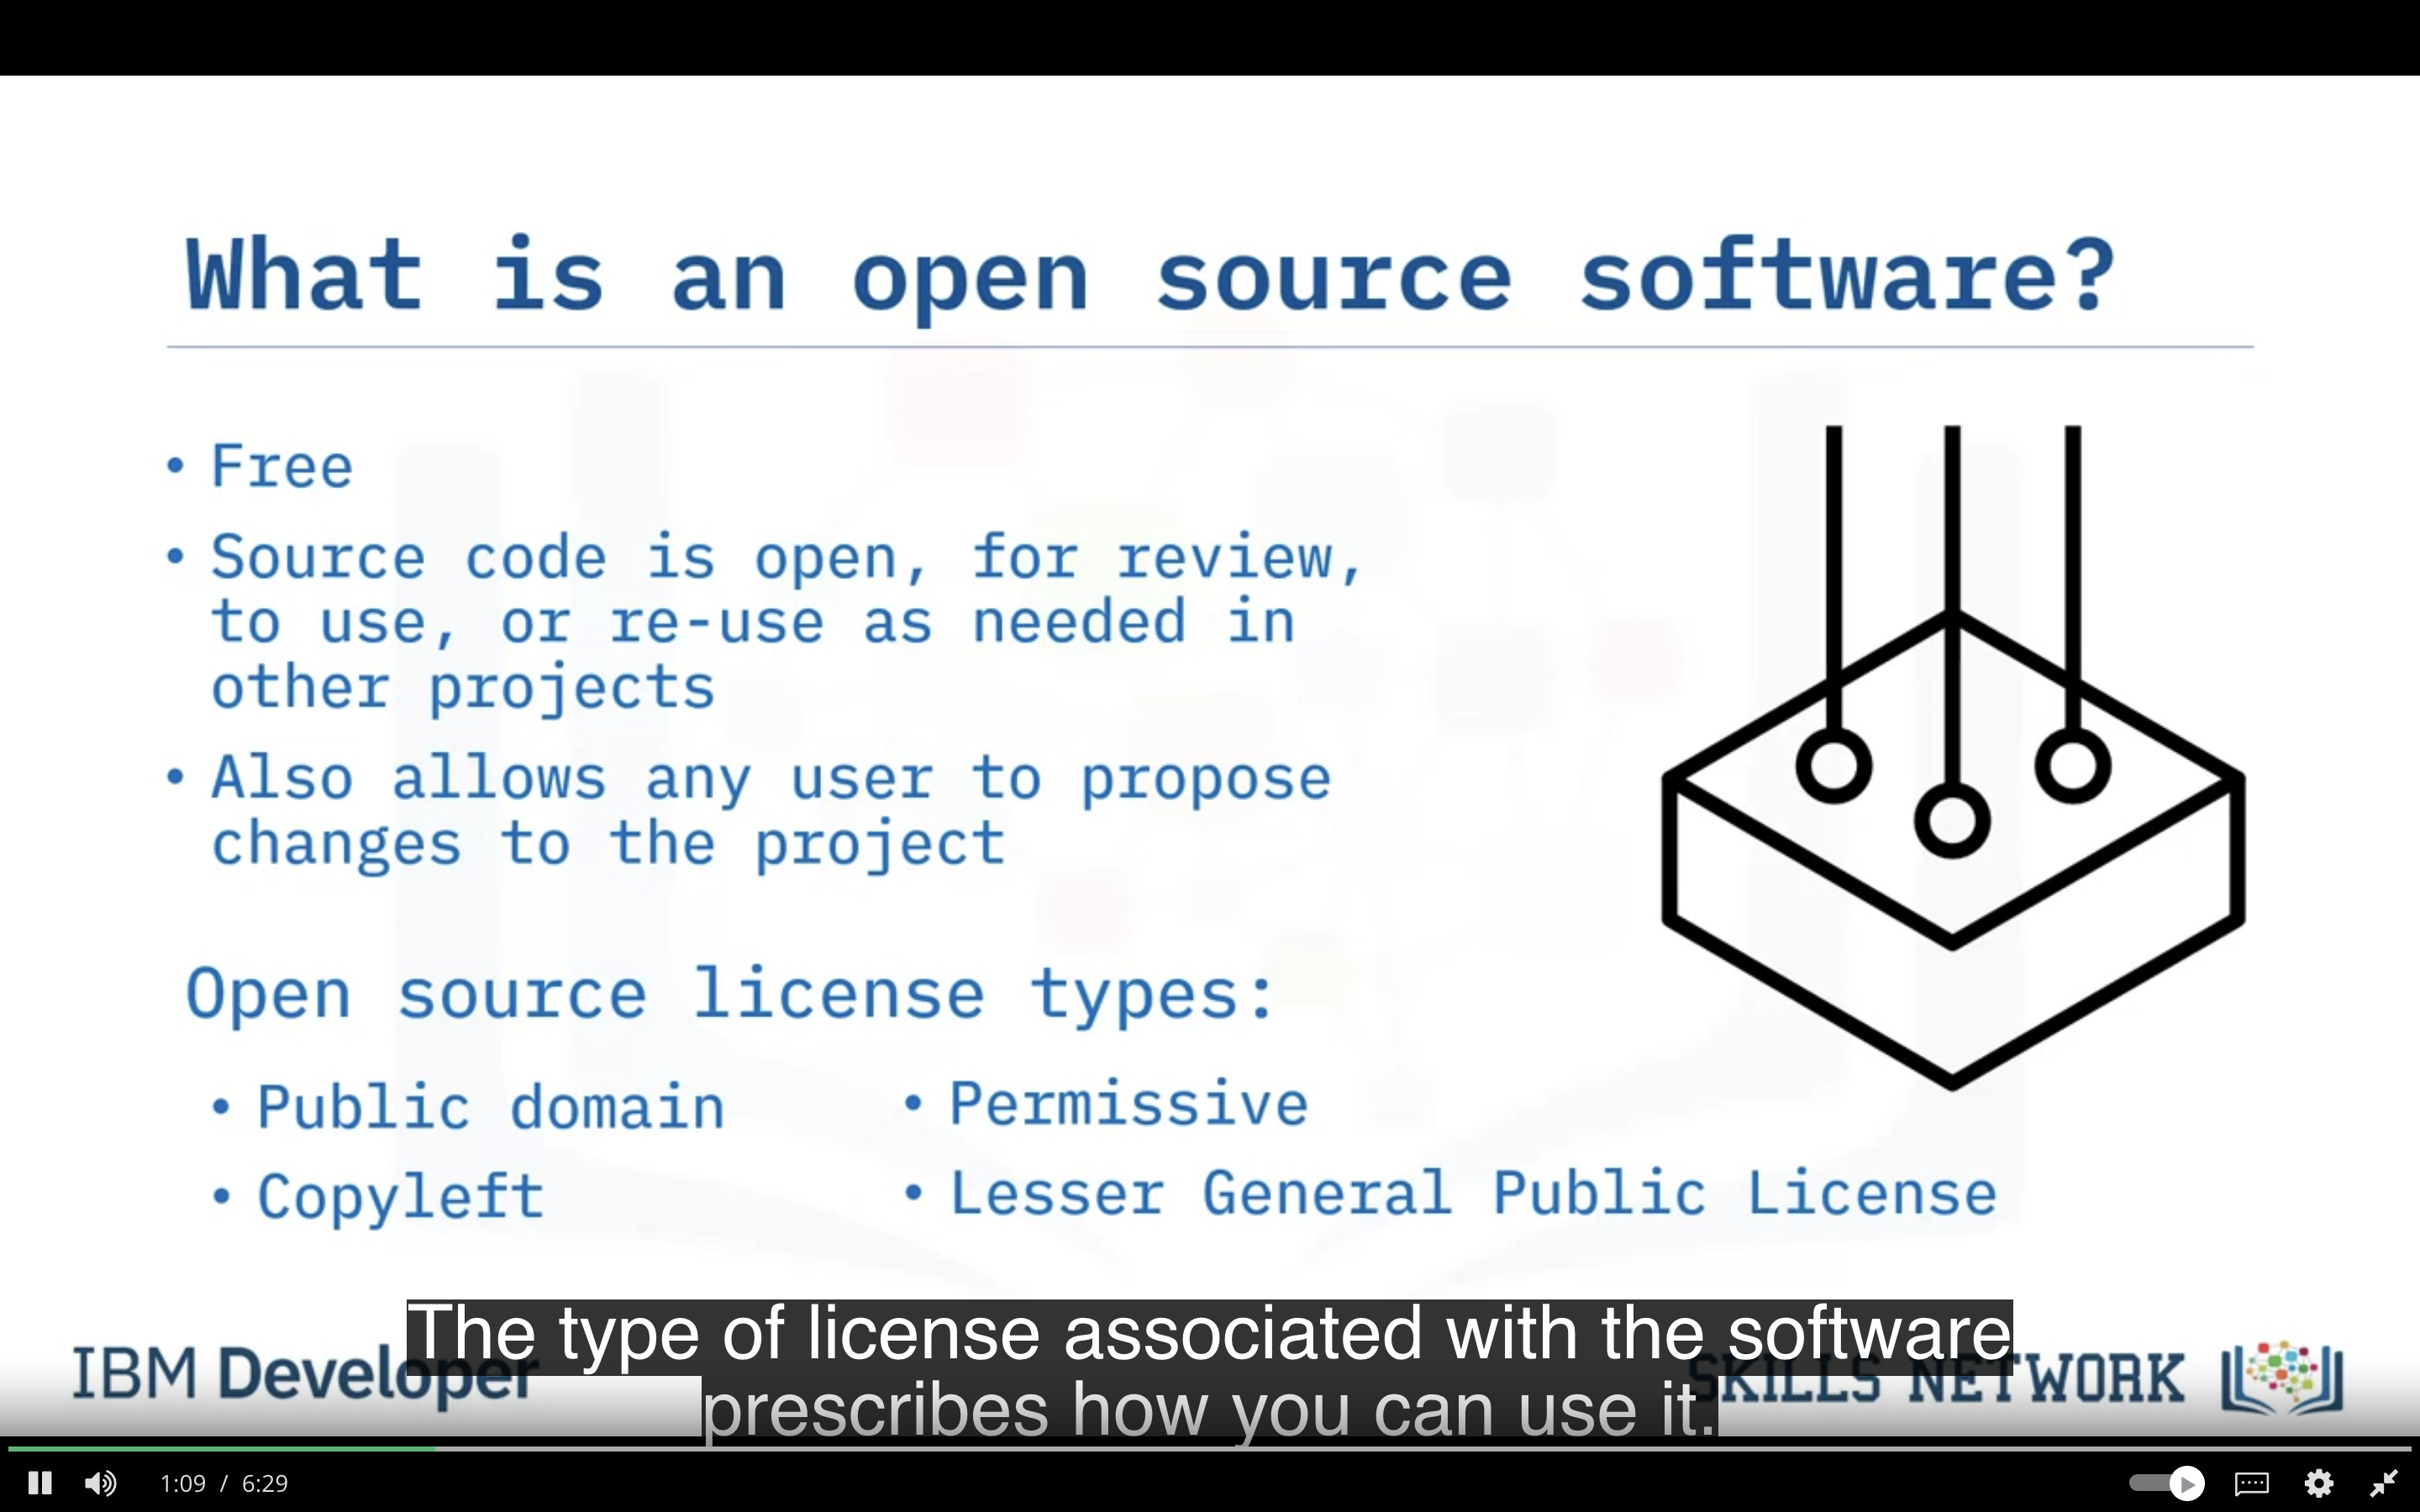 What is an open source software?
• Free
• Source code is open, for review,
to use, or re-use as needed in
other projects
• Also allows any user to propose
changes to the project
Open source license types:
• Public domain
• Copyleft
• Permissive
• Lesser General Public License
The type of license associated with the software
prescribes how you can use it.
IBM Developer
SKILLS NETWORK
1:09 / 6:29